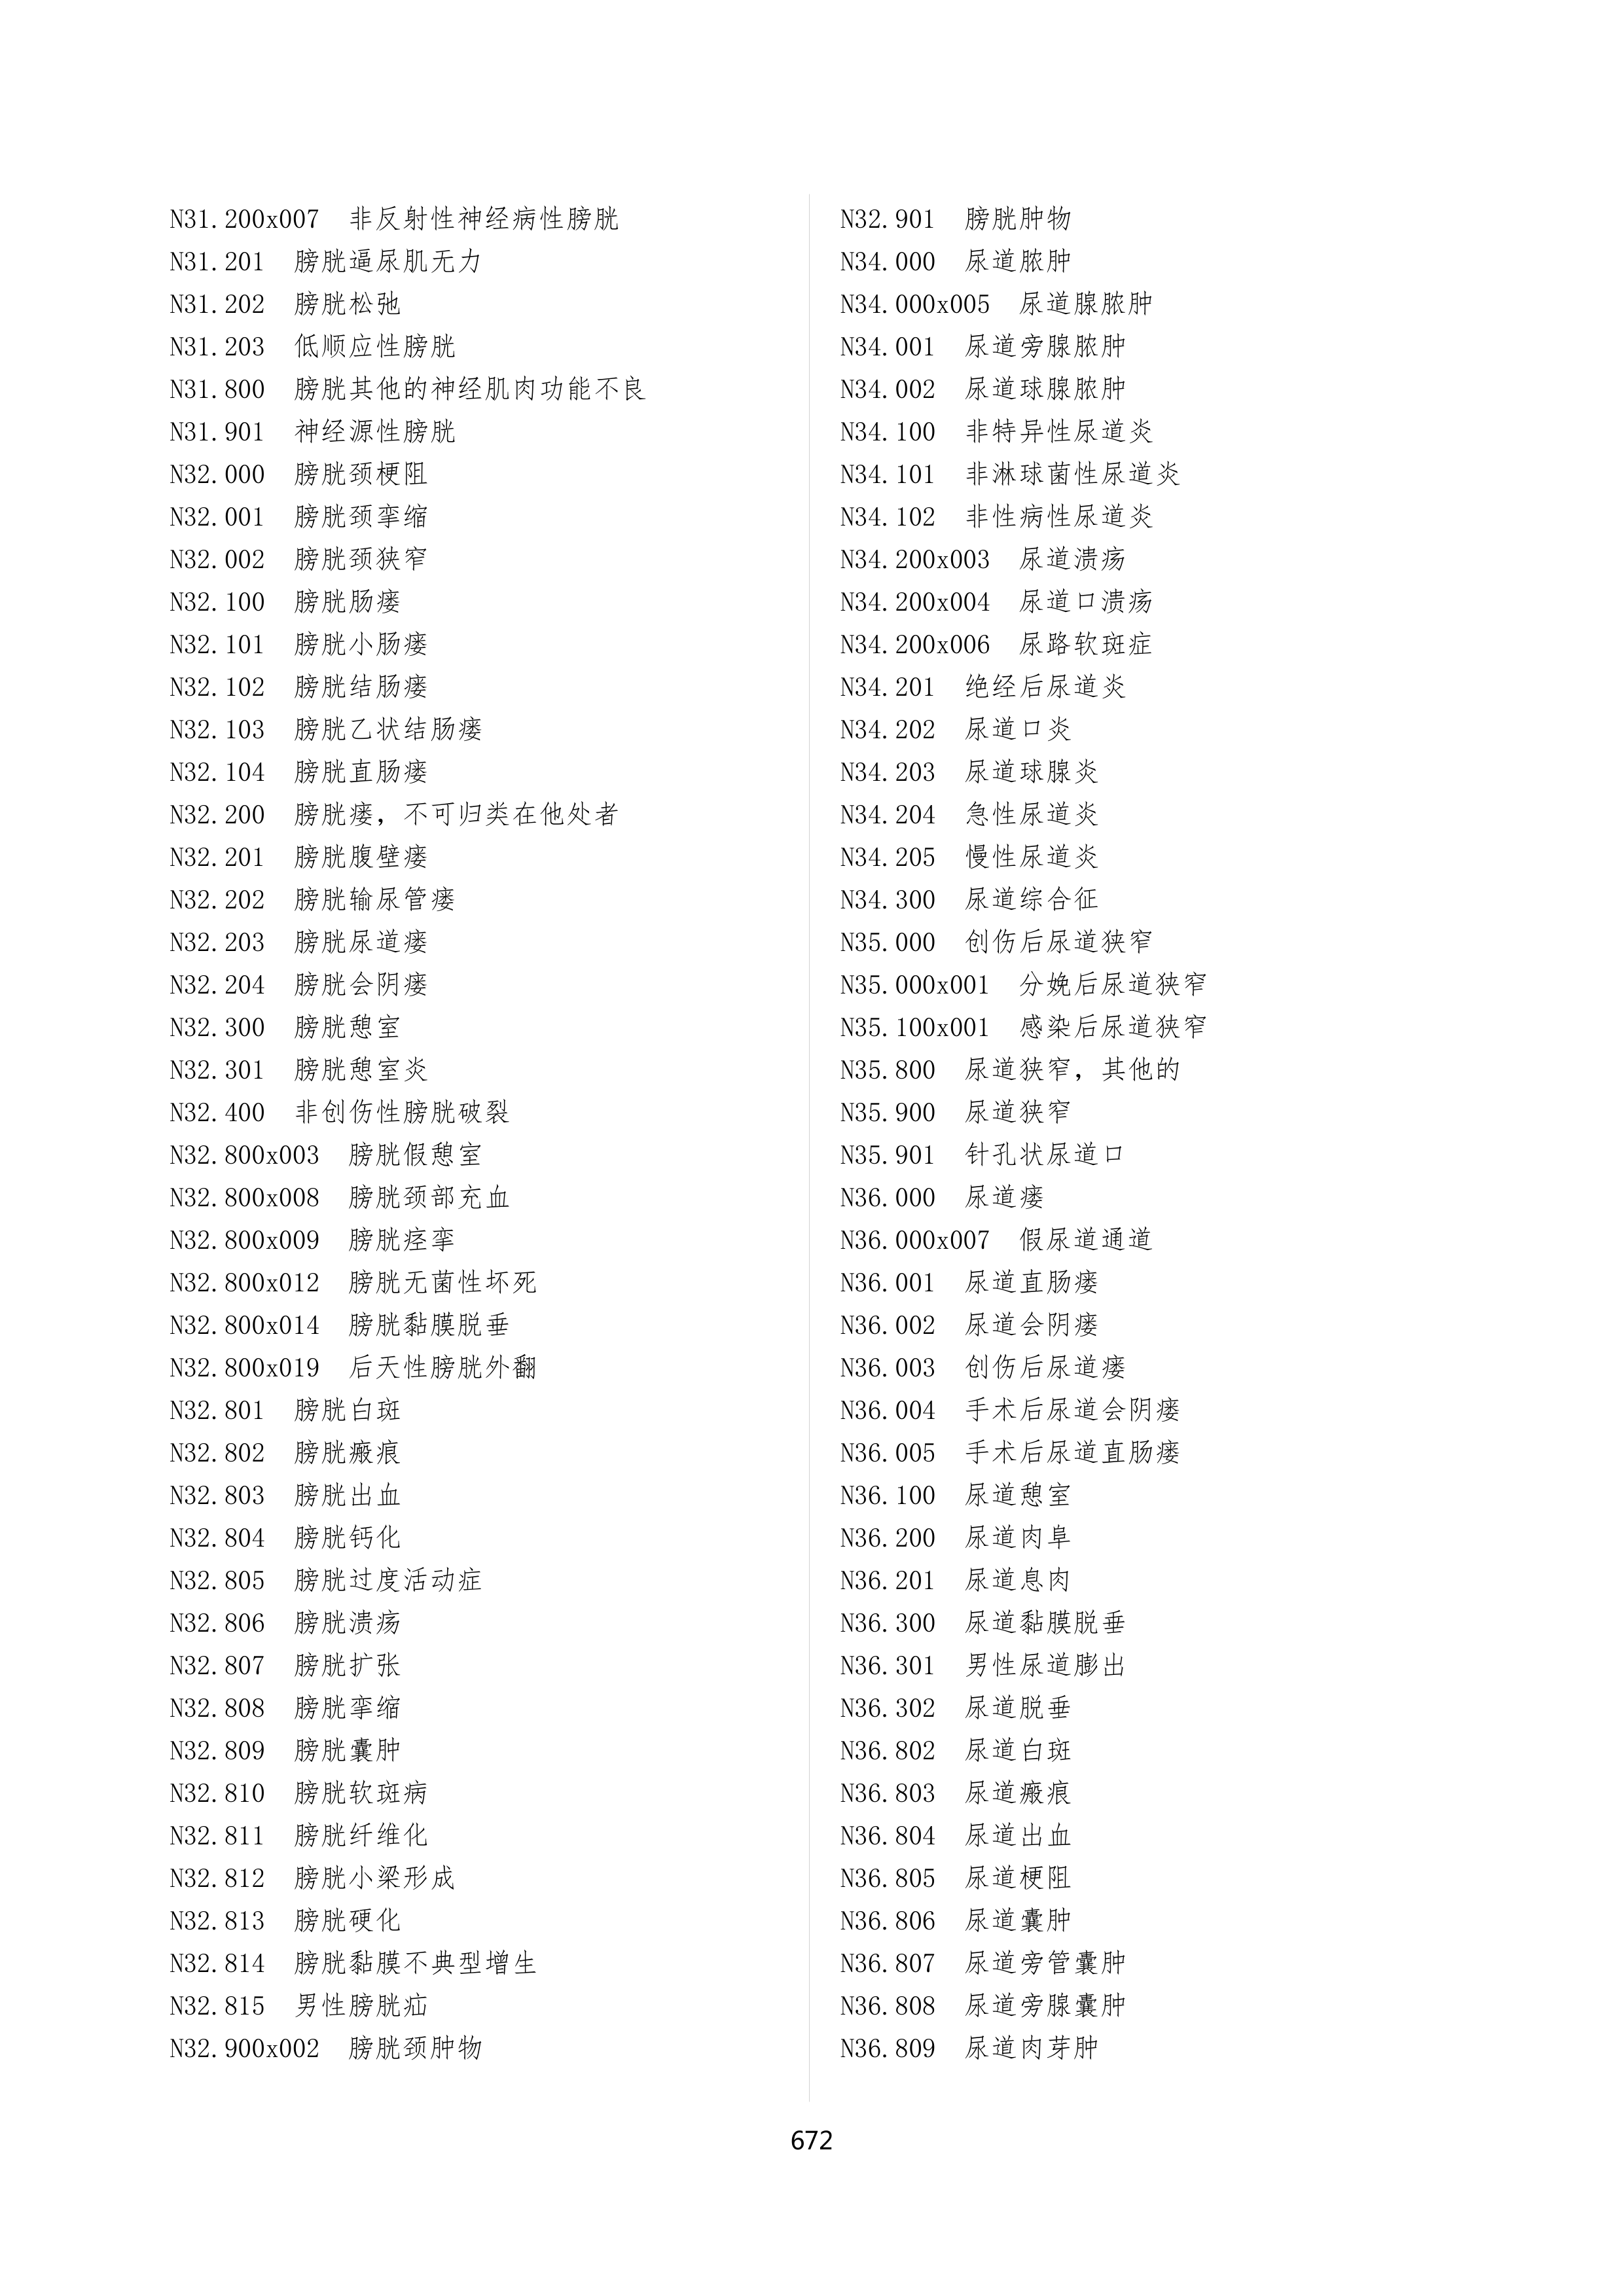 N31.200x007 非反射性神经病性膀胱
N31.201 膀胱逼尿肌无力
N31.202 膀胱松弛
N31.203 低顺应性膀胱
N31.800 膀胱其他的神经肌肉功能不良
N31.901 神经源性膀胱
N32.000 膀胱颈梗阻
N32.001 膀胱颈挛缩
N32.002 膀胱颈狭窄
N32.100 膀胱肠瘘
N32.101 膀胱小肠瘘
N32.102 膀胱结肠瘘
N32.103 膀胱乙状结肠瘘
N32.104 膀胱直肠瘘
N32.200 膀胱瘘，不可归类在他处者
N32.201 膀胱腹壁瘘
N32.202 膀胱输尿管瘘
N32.203 膀胱尿道瘘
N32.204 膀胱会阴瘘
N32.300 膀胱憩室
N32.301 膀胱憩室炎
N32.400 非创伤性膀胱破裂
N32.800x003 膀胱假憩室
N32.800x008 膀胱颈部充血
N32.800x009 膀胱痉挛
N32.800x012 膀胱无菌性坏死
N32.800x014 膀胱黏膜脱垂
N32.800x019 后天性膀胱外翻
N32.801 膀胱白斑
N32.802 膀胱瘢痕
N32.803 膀胱出血
N32.804 膀胱钙化
N32.805 膀胱过度活动症
N32.806 膀胱溃疡
N32.807 膀胱扩张
N32.808 膀胱挛缩
N32.809 膀胱囊肿
N32.810 膀胱软斑病
N32.811 膀胱纤维化
N32.812 膀胱小梁形成
N32.813 膀胱硬化
N32.814 膀胱黏膜不典型增生
N32.815 男性膀胱疝
N32.900x002 膀胱颈肿物
N32.901 膀胱肿物
N34.000 尿道脓肿
N34.000x005 尿道腺脓肿
N34.001 尿道旁腺脓肿
N34.002 尿道球腺脓肿
N34.100 非特异性尿道炎
N34.101 非淋球菌性尿道炎
N34.102 非性病性尿道炎
N34.200x003 尿道溃疡
N34.200x004 尿道口溃疡
N34.200x006 尿路软斑症
N34.201 绝经后尿道炎
N34.202 尿道口炎
N34.203 尿道球腺炎
N34.204 急性尿道炎
N34.205 慢性尿道炎
N34.300 尿道综合征
N35.000 创伤后尿道狭窄
N35.000x001 分娩后尿道狭窄
N35.100x001 感染后尿道狭窄
N35.800 尿道狭窄，其他的
N35.900 尿道狭窄
N35.901 针孔状尿道口
N36.000 尿道瘘
N36.000x007 假尿道通道
N36.001 尿道直肠瘘
N36.002 尿道会阴瘘
N36.003 创伤后尿道瘘
N36.004 手术后尿道会阴瘘
N36.005 手术后尿道直肠瘘
N36.100 尿道憩室
N36.200 尿道肉阜
N36.201 尿道息肉
N36.300 尿道黏膜脱垂
N36.301 男性尿道膨出
N36.302 尿道脱垂
N36.802 尿道白斑
N36.803 尿道瘢痕
N36.804 尿道出血
N36.805 尿道梗阻
N36.806 尿道囊肿
N36.807 尿道旁管囊肿
N36.808 尿道旁腺囊肿
N36.809 尿道肉芽肿
672